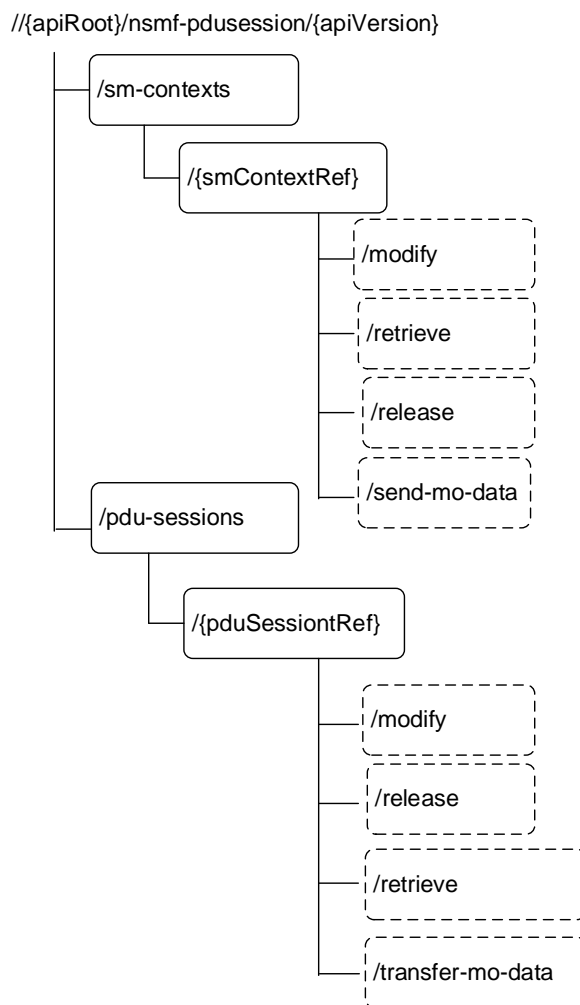 //{apiRoot}/nsmf-pdusession/{apiVersion}
/sm-contexts
/{smContextRef}
/modify
/retrieve
/release
/send-mo-data
/pdu-sessions
/{pduSessiontRef}
/modify
/release
/retrieve
/transfer-mo-data